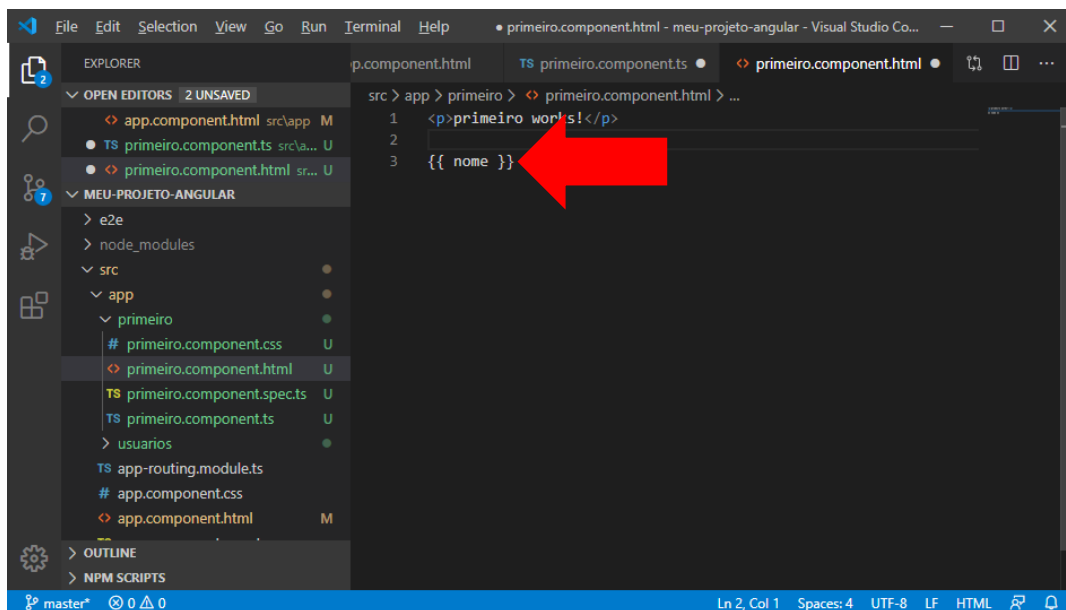 File Edit Selection View Go Run Terminal Help ● primeiro.component.html - meu-projeto-angular - Visual Studio Co...
EXPLORER
p.component.html TS primeiro.component.ts ● <> primeiro.component.html ● ...
2
OPEN EDITORS 2 UNSAVED
<> app.component.html src\app M
● TS primeiro.component.ts src\a... U
● <> primeiro.component.html sr... U
7
MEU-PROJETO-ANGULAR
> e2e
> node_modules
src
app
primeiro
# primeiro.component.css U
<> primeiro.component.html U
TS primeiro.component.spec.ts U
TS primeiro.component.ts U
> usuarios
TS app-routing.module.ts
# app.component.css
<> app.component.html M
> OUTLINE
> NPM SCRIPTS
src > app > primeiro > <> primeiro.component.html > ...
1 <p>primeiro works!</p>
2
3 {{ nome }}
master* 0 0 Ln 2, Col 1 Spaces: 4 UTF-8 LF HTML